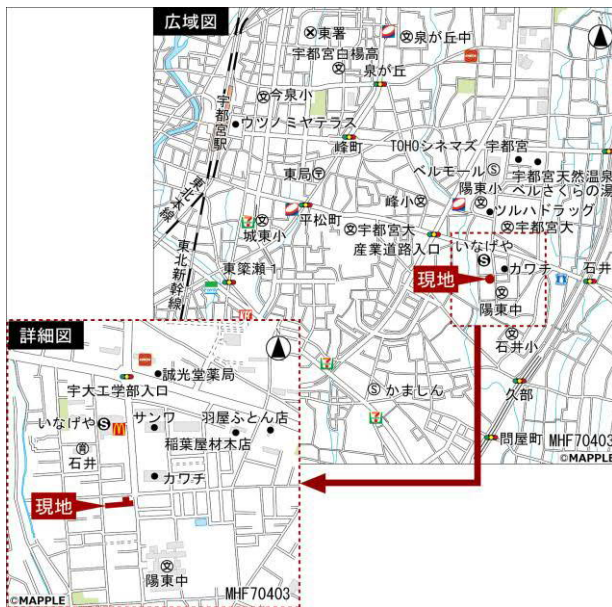 広域図
東署
泉が丘中
宇都宮白楊高
泉が丘
今泉小
宇都宮駅
ウツノミヤテラス
峰町
TOHOシネマズ 宇都宮
ベルモール
宇都宮天然温泉
ベルさくらの湯
東局
陽東小
東北本線
峰小
ソルハドラッグ
平松町
城東小
宇都宮大
宇都宮大
産業道路入口
いなげや
東北新幹線
東簗瀬1
カワチ
石井
現地
陽東中
石井小
かましん
久部
問屋町
MHF70403
©MAPPLE
詳細図
誠光堂薬局
宇大工学部入口
いなげや
サンワ
羽屋ふとん店
稲葉屋材木店
石井
カワチ
現地
陽東中
©MAPPLE
MHF70403